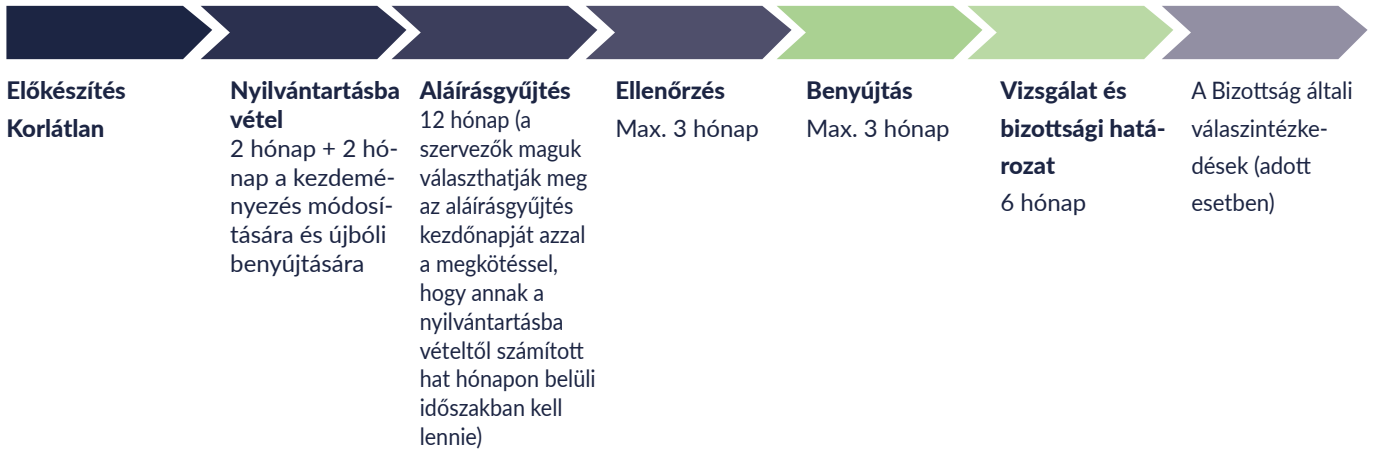 Előkészítés
Korlátlan
Nyilvántartásba
vétel
2 hónap + 2 hó-
nap a kezdemé-
nyezés módosí-
tására és újbóli
benyújtására
Aláírásgyűjtés
12 hónap (a
szervezők maguk
választhatják meg
az aláírásgyűjtés
kezdőnapját azzal
a megkötéssel,
hogy annak a
nyilvántartásba
vételtől számított
hat hónapon belüli
időszakban kell
lennie)
Ellenőrzés
Max. 3 hónap
Benyújtás
Max. 3 hónap
Vizsgálat és
bizottsági hatá-
rozat
6 hónap
A Bizottság általi
válaszintézke-
dések (adott
esetben)